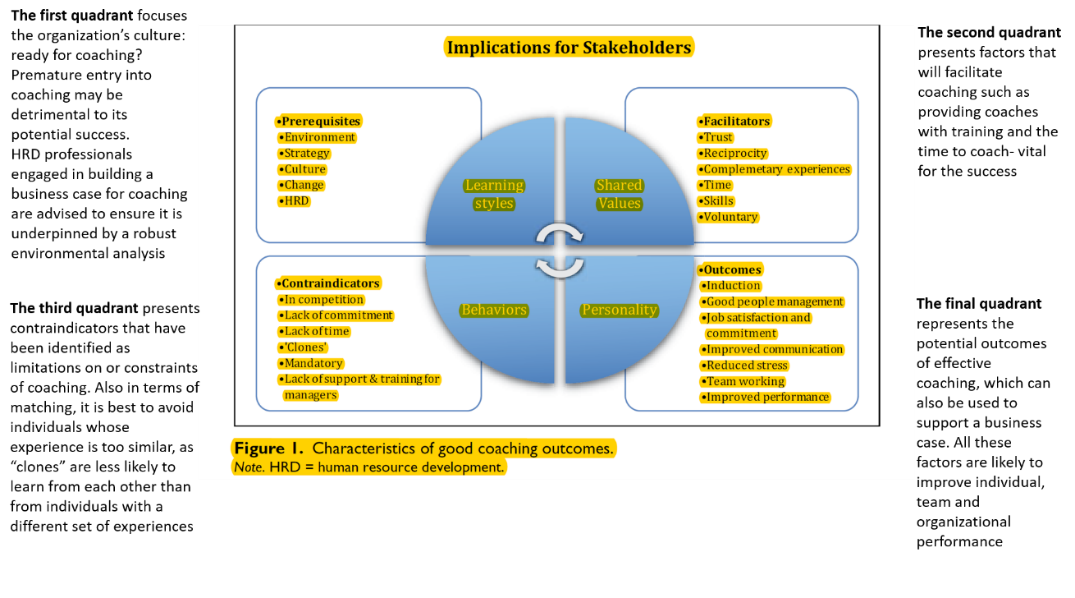 The first quadrant focuses
the organization's culture:
ready for coaching?
Premature entry into
coaching may be
detrimental to its
potential success.
HRD professionals
engaged in building a
business case for coaching
are advised to ensure it is
underpinned by a robust
environmental analysis
The third quadrant presents
contraindicators that have
been identified as
limitations on or constraints
of coaching. Also in terms of
matching, it is best to avoid
individuals whose
experience is too similar, as
"clones" are less likely to
learn from each other than
from individuals with a
different set of experiences
Implications for Stakeholders
•Prerequisites
•Environment
•Strategy
•Culture
•Change
•HRD
Learning
styles
Shared
Values
•Facilitators
•Trust
•Reciprocity
•Complemetary experiences
•Time
•Skills
•Voluntary
•Contraindicators
•In competition
•Lack of commitment
•Lack of time
•'Clones'
•Mandatory
•Lack of support & training for
managers
Behaviors
Personality
•Outcomes
•Induction
•Good people management
•Job satisfaction and
commitment
•Improved communication
•Reduced stress
•Team working
•Improved performance
Figure 1. Characteristics of good coaching outcomes.
Note. HRD = human resource development.
The second quadrant
presents factors that
will facilitate
coaching such as
providing coaches
with training and the
time to coach- vital
for the success
The final quadrant
represents the
potential outcomes
of effective
coaching, which can
also be used to
support a business
case. All these
factors are likely to
improve individual,
team and
organizational
performance